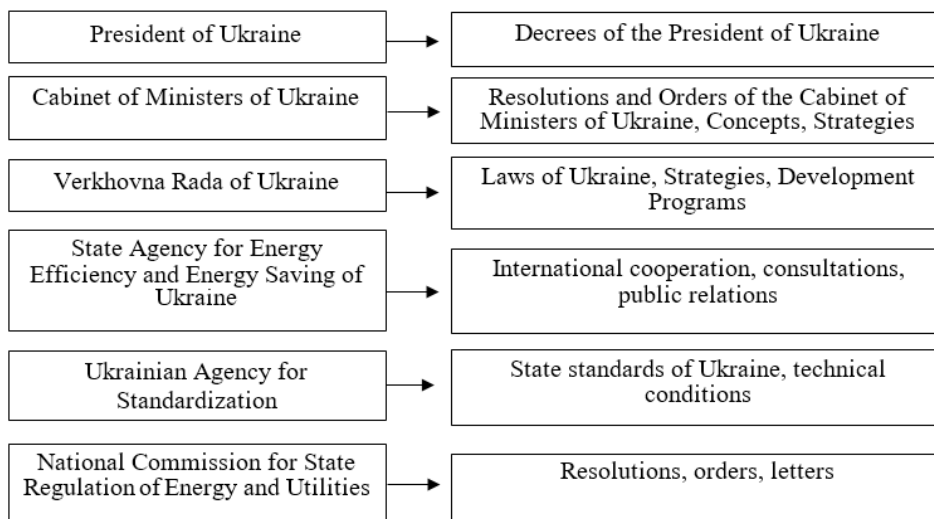 President of Ukraine
Decrees of the President of Ukraine
Cabinet of Ministers of Ukraine
Resolutions and Orders of the Cabinet of
Ministers of Ukraine, Concepts, Strategies
Verkhovna Rada of Ukraine
Laws of Ukraine, Strategies, Development
Programs
State Agency for Energy
Efficiency and Energy Saving of
Ukraine
International cooperation, consultations,
public relations
Ukrainian Agency for
Standardization
State standards of Ukraine, technical
conditions
National Commission for State
Regulation of Energy and Utilities
Resolutions, orders, letters